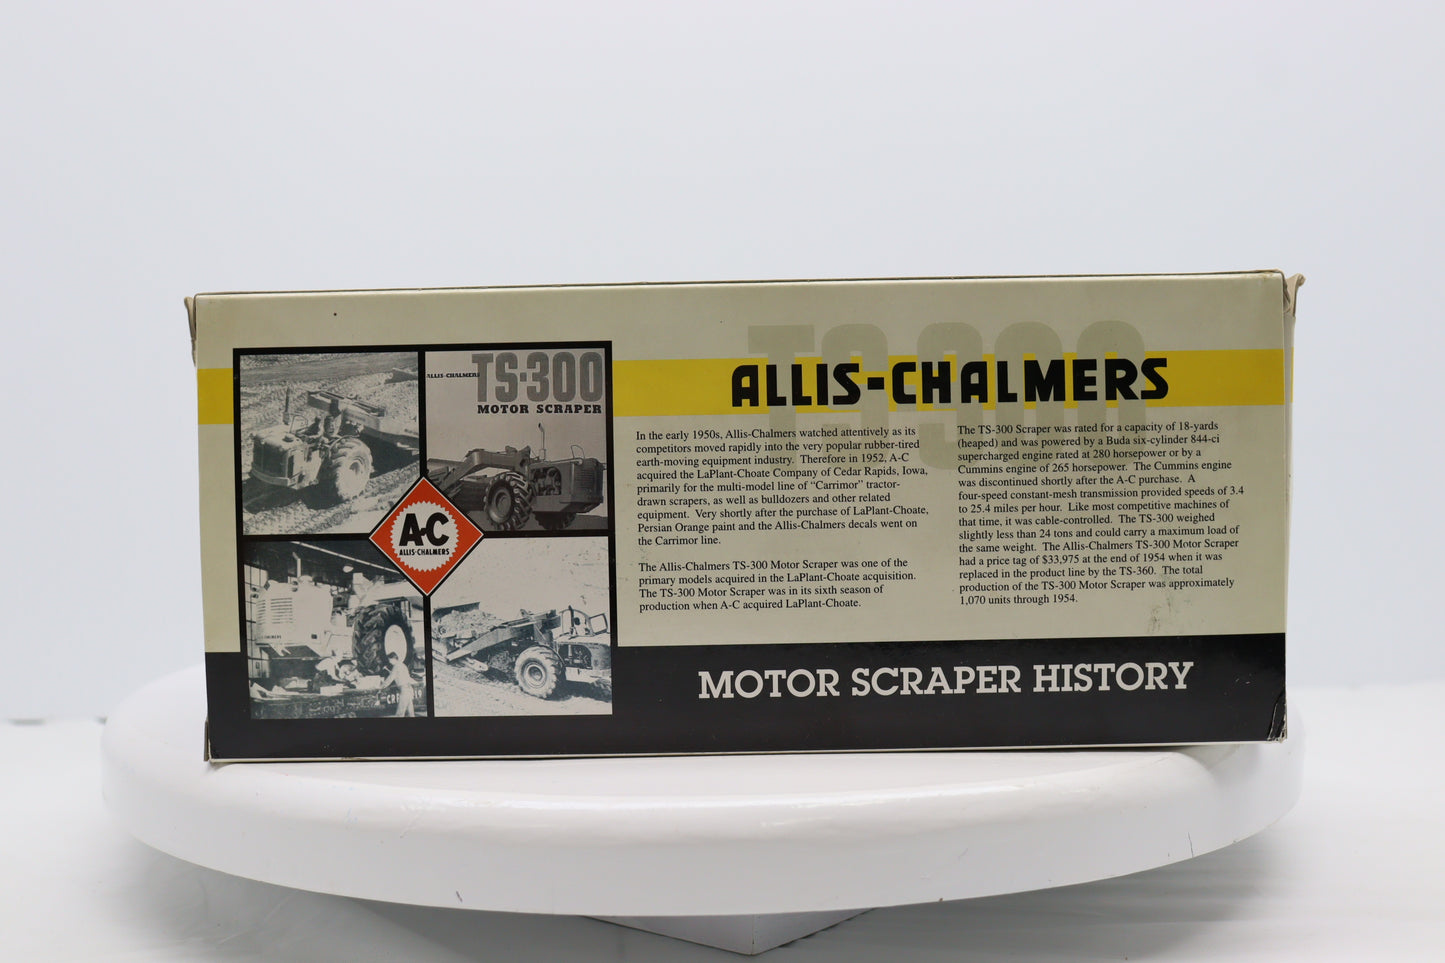 TS-300
ALLIS-CHALMERS
TS-300
ALLIS-CHALMERS
MOTOR SCRAPER
A-C
ALLIS-CHALMERS
In the early 1950s, Allis-Chalmers watched attentively as its
competitors moved rapidly into the very popular rubber-tired
earth-moving equipment industry. Therefore in 1952, A-C
acquired the LaPlant-Choate Company of Cedar Rapids, Iowa,
primarily for the multi-model line of "Carrimor" tractor-
drawn scrapers, as well as bulldozers and other related
equipment. Very shortly after the purchase of LaPlant-Choate,
Persian Orange paint and the Allis-Chalmers decals went on
the Carrimor line.
The Allis-Chalmers TS-300 Motor Scraper was one of the
primary models acquired in the LaPlant-Choate acquisition.
The TS-300 Motor Scraper was in its sixth season of
production when A-C acquired LaPlant-Choate.
The TS-300 Scraper was rated for a capacity of 18-yards
(heaped) and was powered by a Buda six-cylinder 844-ci
supercharged engine rated at 280 horsepower or by a
Cummins engine of 265 horsepower. The Cummins engine
was discontinued shortly after the A-C purchase. A
four-speed constant-mesh transmission provided speeds of 3.4
to 25.4 miles per hour. Like most competitive machines of
that time, it was cable-controlled. The TS-300 weighed
slightly less than 24 tons and could carry a maximum load of
the same weight. The Allis-Chalmers TS-300 Motor Scraper
had a price tag of $33,975 at the end of 1954 when it was
replaced in the product line by the TS-360. The total
production of the TS-300 Motor Scraper was approximately
1,070 units through 1954.
MOTOR SCRAPER HISTORY